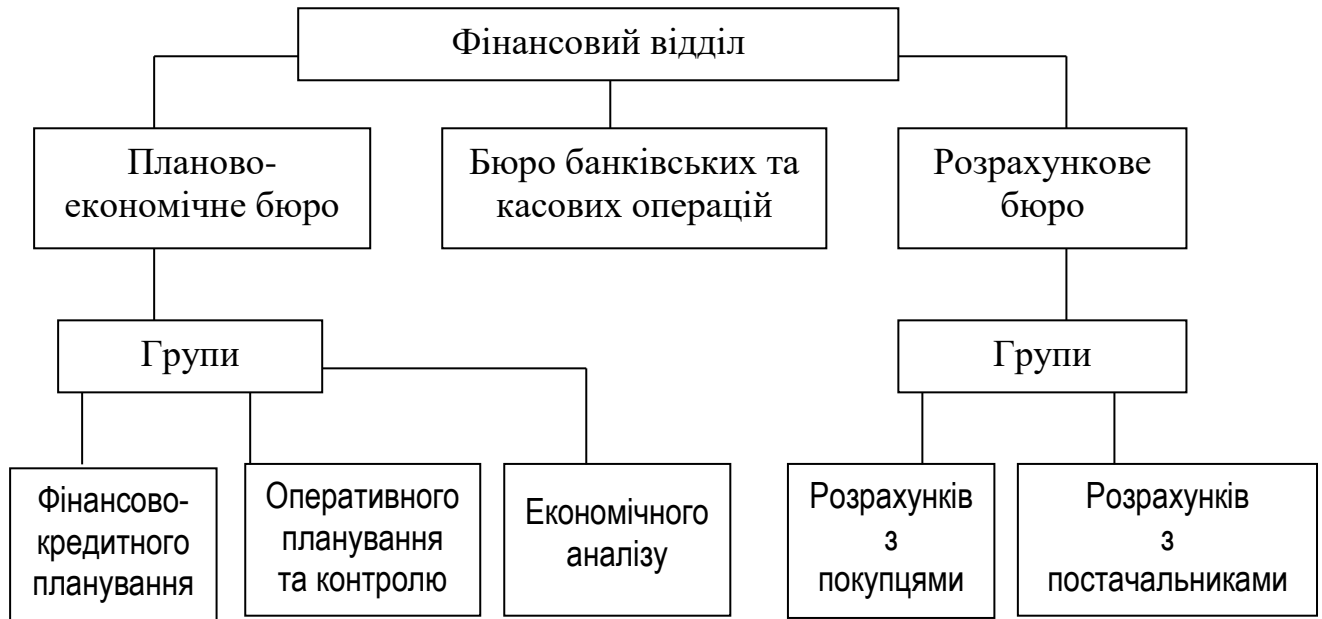 Фінансовий відділ
Планово-
економічне бюро
Бюро банківських та
касових операцій
Розрахункове
бюро
Групи
Групи
Фінансово-
кредитного
планування
Оперативного
планування
та контролю
Економічного
аналізу
Розрахунків
з
покупцями
Розрахунків
з
постачальниками